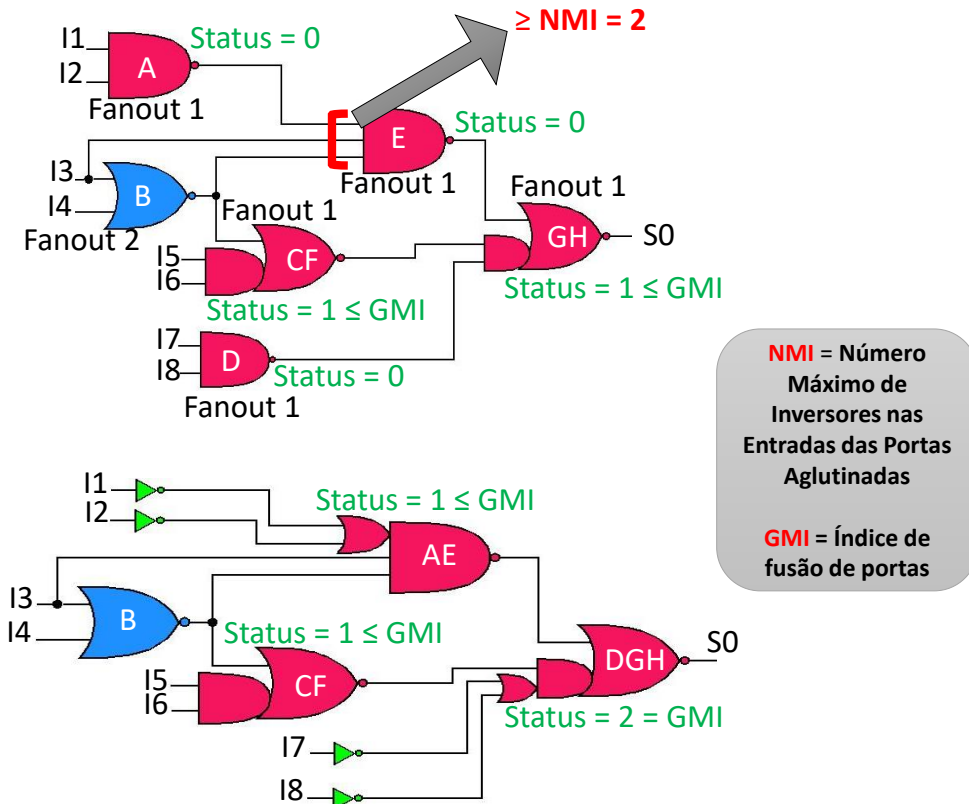 ≥ NMI = 2
I1
Status = 0
A
I2
Fanout 1
E
Status = 0
I3
B
Fanout 1
Fanout 1
I4
Fanout 1
Fanout 2
GH
S0
I5
CF
I6
Status = 1 ≤ GMI
Status = 1 ≤ GMI
I7
D
I8
Status = 0
Fanout 1
NMI = Número
Máximo de
Inversores nas
Entradas das Portas
Aglutinadas
GMI = Índice de
fusão de portas
I1
Status = 1 ≤ GMI
I2
AE
I3
B
I4
Status = 1 ≤ GMI
S0
DGH
I5
CF
I6
Status = 2 = GMI
I7
I8